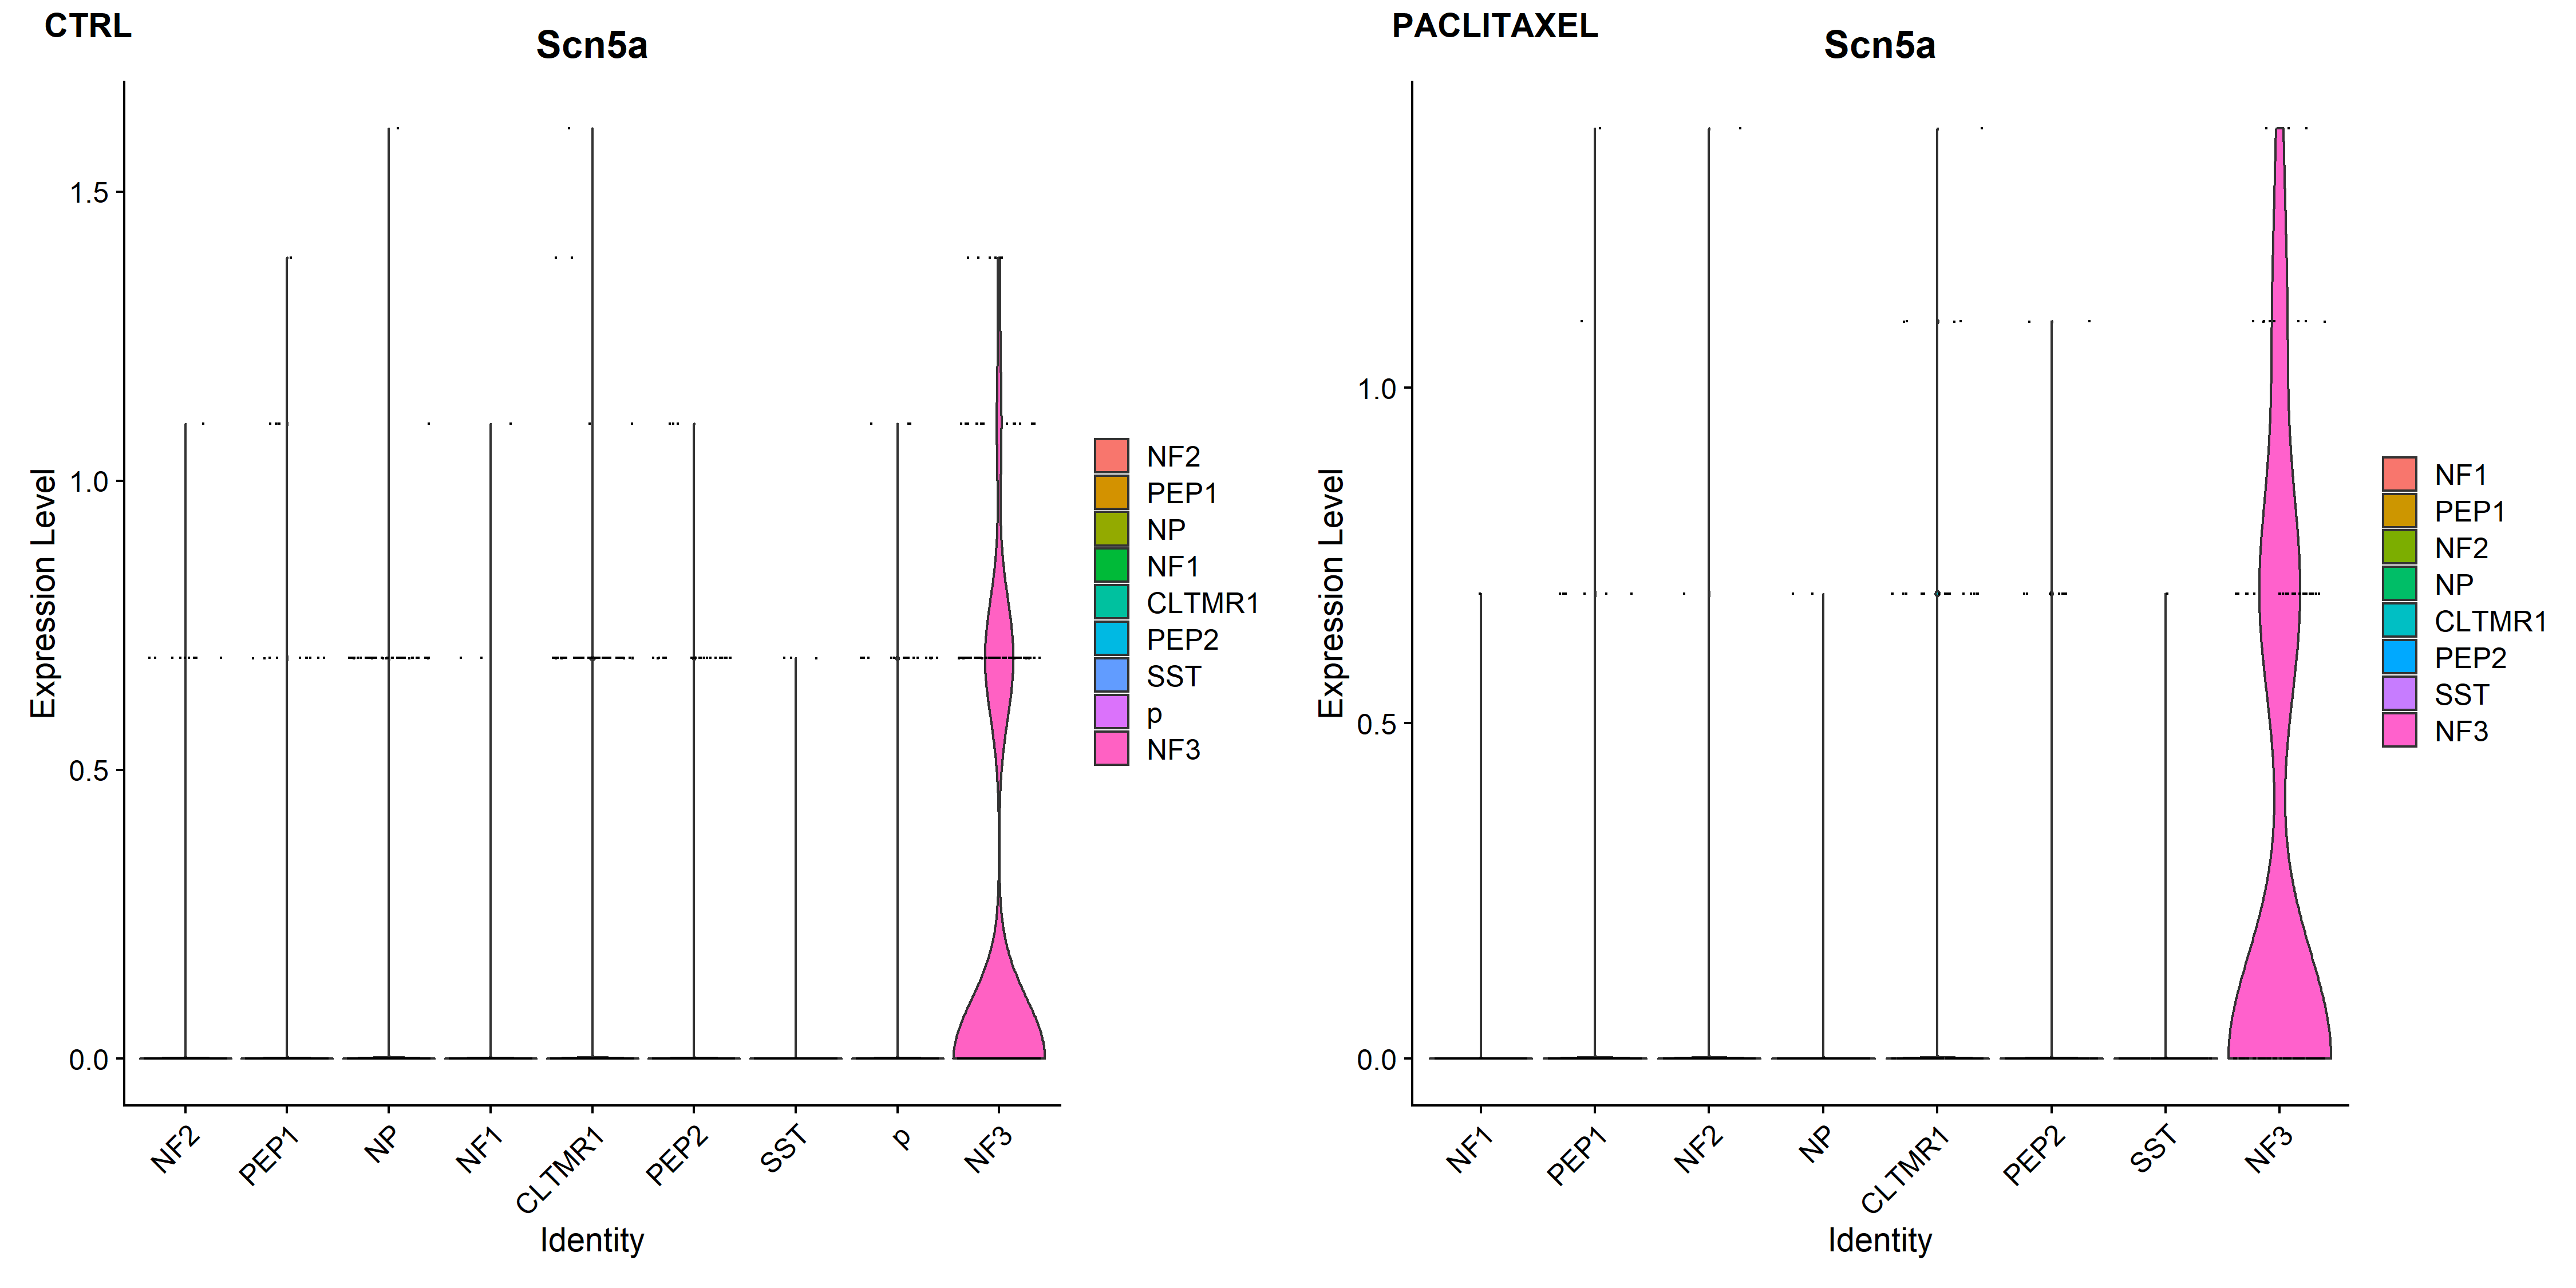 CTRL
Scn5a
Expression Level
1.5
1.0
0.5
0.0
NF2
PEP1
NP
NF1
CLTMR1
PEP2
SST
p
NF3
Identity
NF2
PEP1
NP
NF1
CLTMR1
PEP2
SST
p
NF3
PACLITAXEL
Scn5a
Expression Level
1.0
0.5
0.0
NF1
PEP1
NF2
NP
CLTMR1
PEP2
SST
NF3
Identity
NF1
PEP1
NF2
NP
CLTMR1
PEP2
SST
NF3